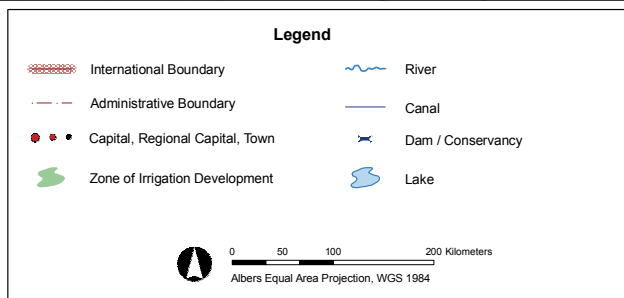 Legend
International Boundary
River
Administrative Boundary
Canal
Capital, Regional Capital, Town
Dam / Conservancy
Zone of Irrigation Development
Lake
0 50 100 200 Kilometers
Albers Equal Area Projection, WGS 1984